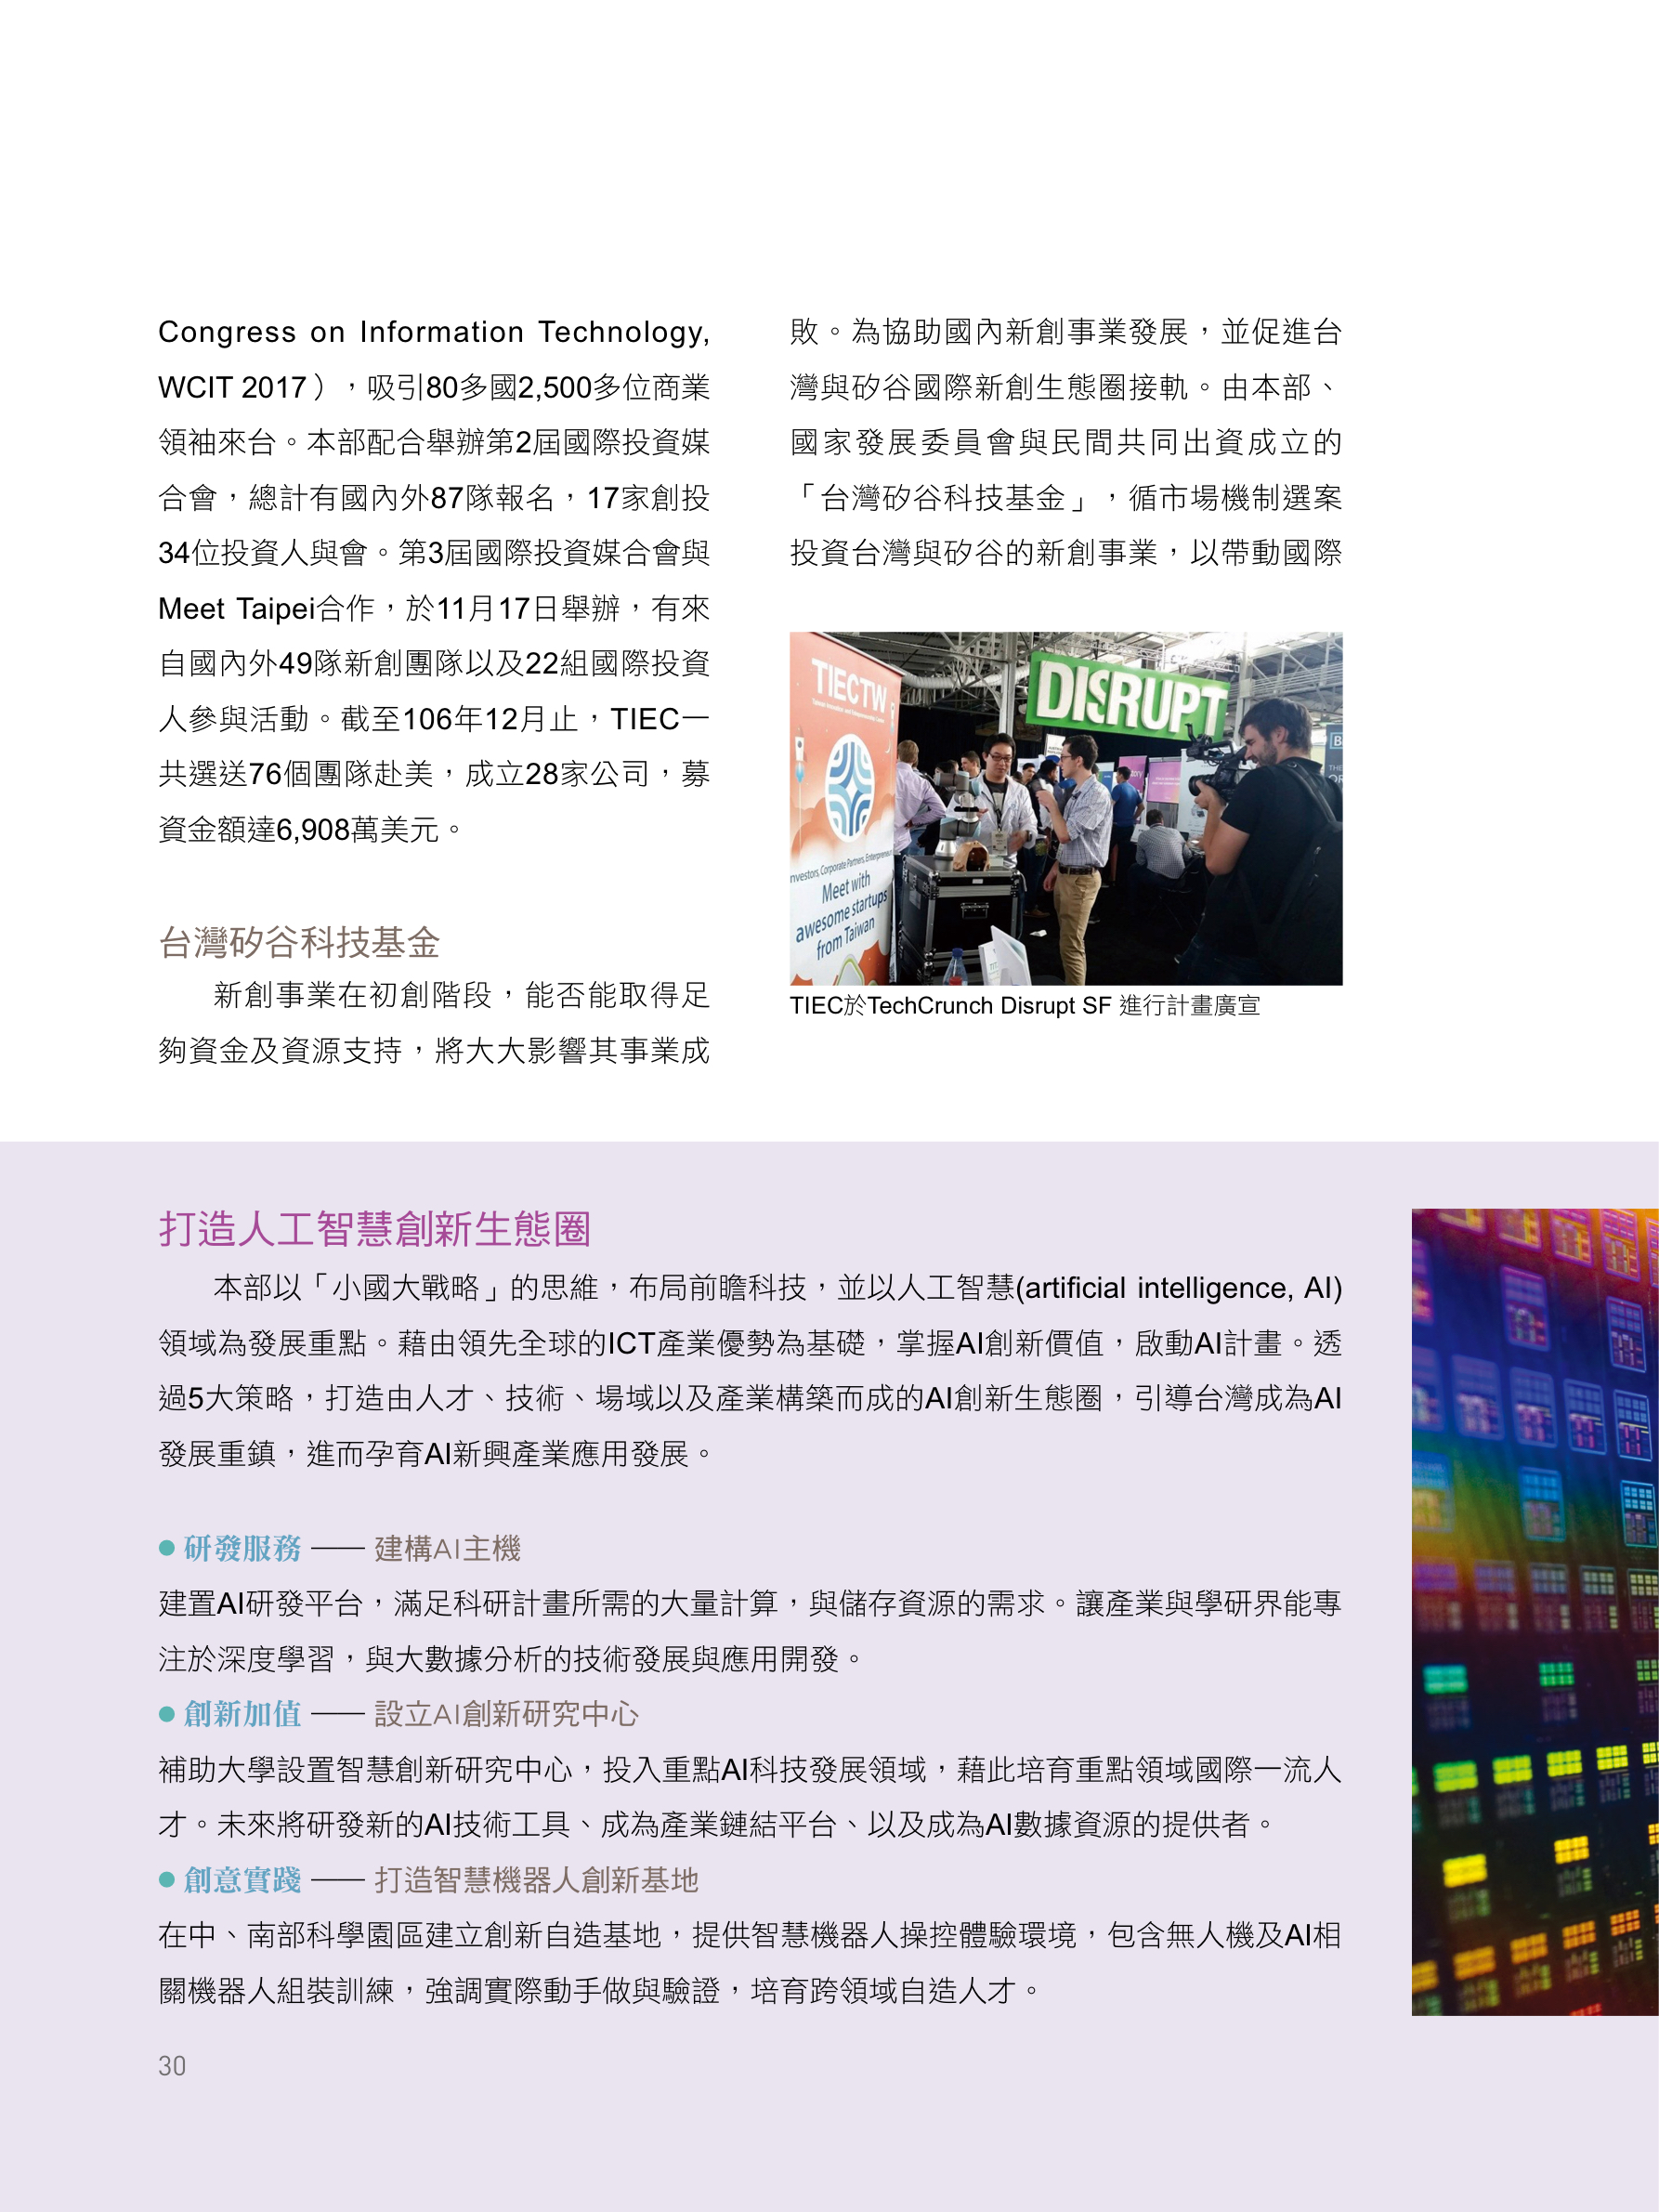 Congress on Information Technology,
WCIT 2017），吸引80多國2,500多位商業
領袖來台。本部配合舉辦第2屆國際投資媒
合會，總計有國內外87隊報名，17家創投
34位投資人與會。第3屆國際投資媒合會與
Meet Taipei合作，於11月17日舉辦，有來
自國內外49隊新創團隊以及22組國際投資
人參與活動。截至106年12月止，TIEC一
共選送76個團隊赴美，成立28家公司，募
資金額達6,908萬美元。
台灣矽谷科技基金
新創事業在初創階段，能否能取得足
夠資金及資源支持，將大大影響其事業成
敗。為協助國內新創事業發展，並促進台
灣與矽谷國際新創生態圈接軌。由本部、
國家發展委員會與民間共同出資成立的
「台灣矽谷科技基金」，循市場機制選案
投資台灣與矽谷的新創事業，以帶動國際
TIECTW
DISRUPT
Meet with
awesome startups
from Taiwan
TIEC於TechCrunch Disrupt SF 進行計畫廣宣
打造人工智慧創新生態圈
本部以「小國大戰略」的思維，布局前瞻科技，並以人工智慧(artificial intelligence, AI)
領域為發展重點。藉由領先全球的ICT產業優勢為基礎，掌握AI創新價值，啟動AI計畫。透
過5大策略，打造由人才、技術、場域以及產業構築而成的AI創新生態圈，引導台灣成為AI
發展重鎮，進而孕育AI新興產業應用發展。
● 研發服務 —— 建構AI主機
建置AI研發平台，滿足科研計畫所需的大量計算，與儲存資源的需求。讓產業與學研界能專
注於深度學習，與大數據分析的技術發展與應用開發。
● 創新加值 —— 設立AI創新研究中心
補助大學設置智慧創新研究中心，投入重點AI科技發展領域，藉此培育重點領域國際一流人
才。未來將研發新的AI技術工具、成為產業鏈結平台、以及成為AI數據資源的提供者。
● 創意實踐 —— 打造智慧機器人創新基地
在中、南部科學園區建立創新自造基地，提供智慧機器人操控體驗環境，包含無人機及AI相
關機器人組裝訓練，強調實際動手做與驗證，培育跨領域自造人才。
30